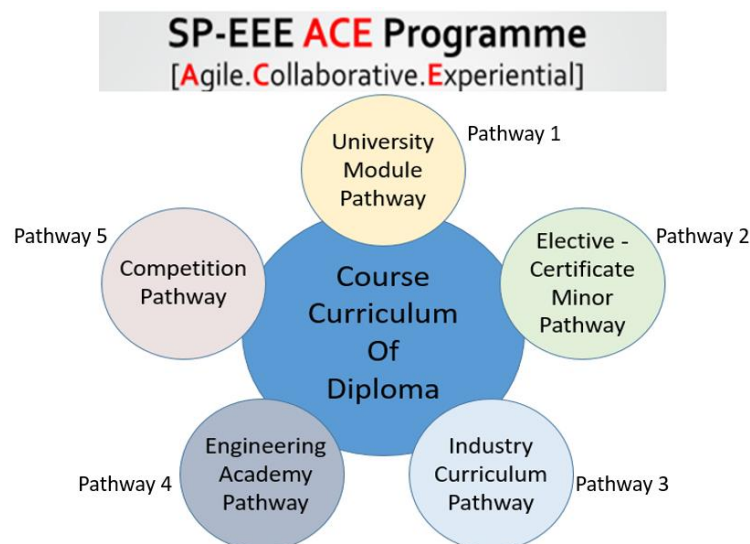 SP-EEE ACE Programme
[Agile.Collaborative.Experiential]
University
Module
Pathway
Pathway 1
Elective -
Certificate
Minor
Pathway
Pathway 2
Industry
Curriculum
Pathway
Pathway 3
Engineering
Academy
Pathway
Pathway 4
Competition
Pathway
Pathway 5
Course
Curriculum
Of
Diploma